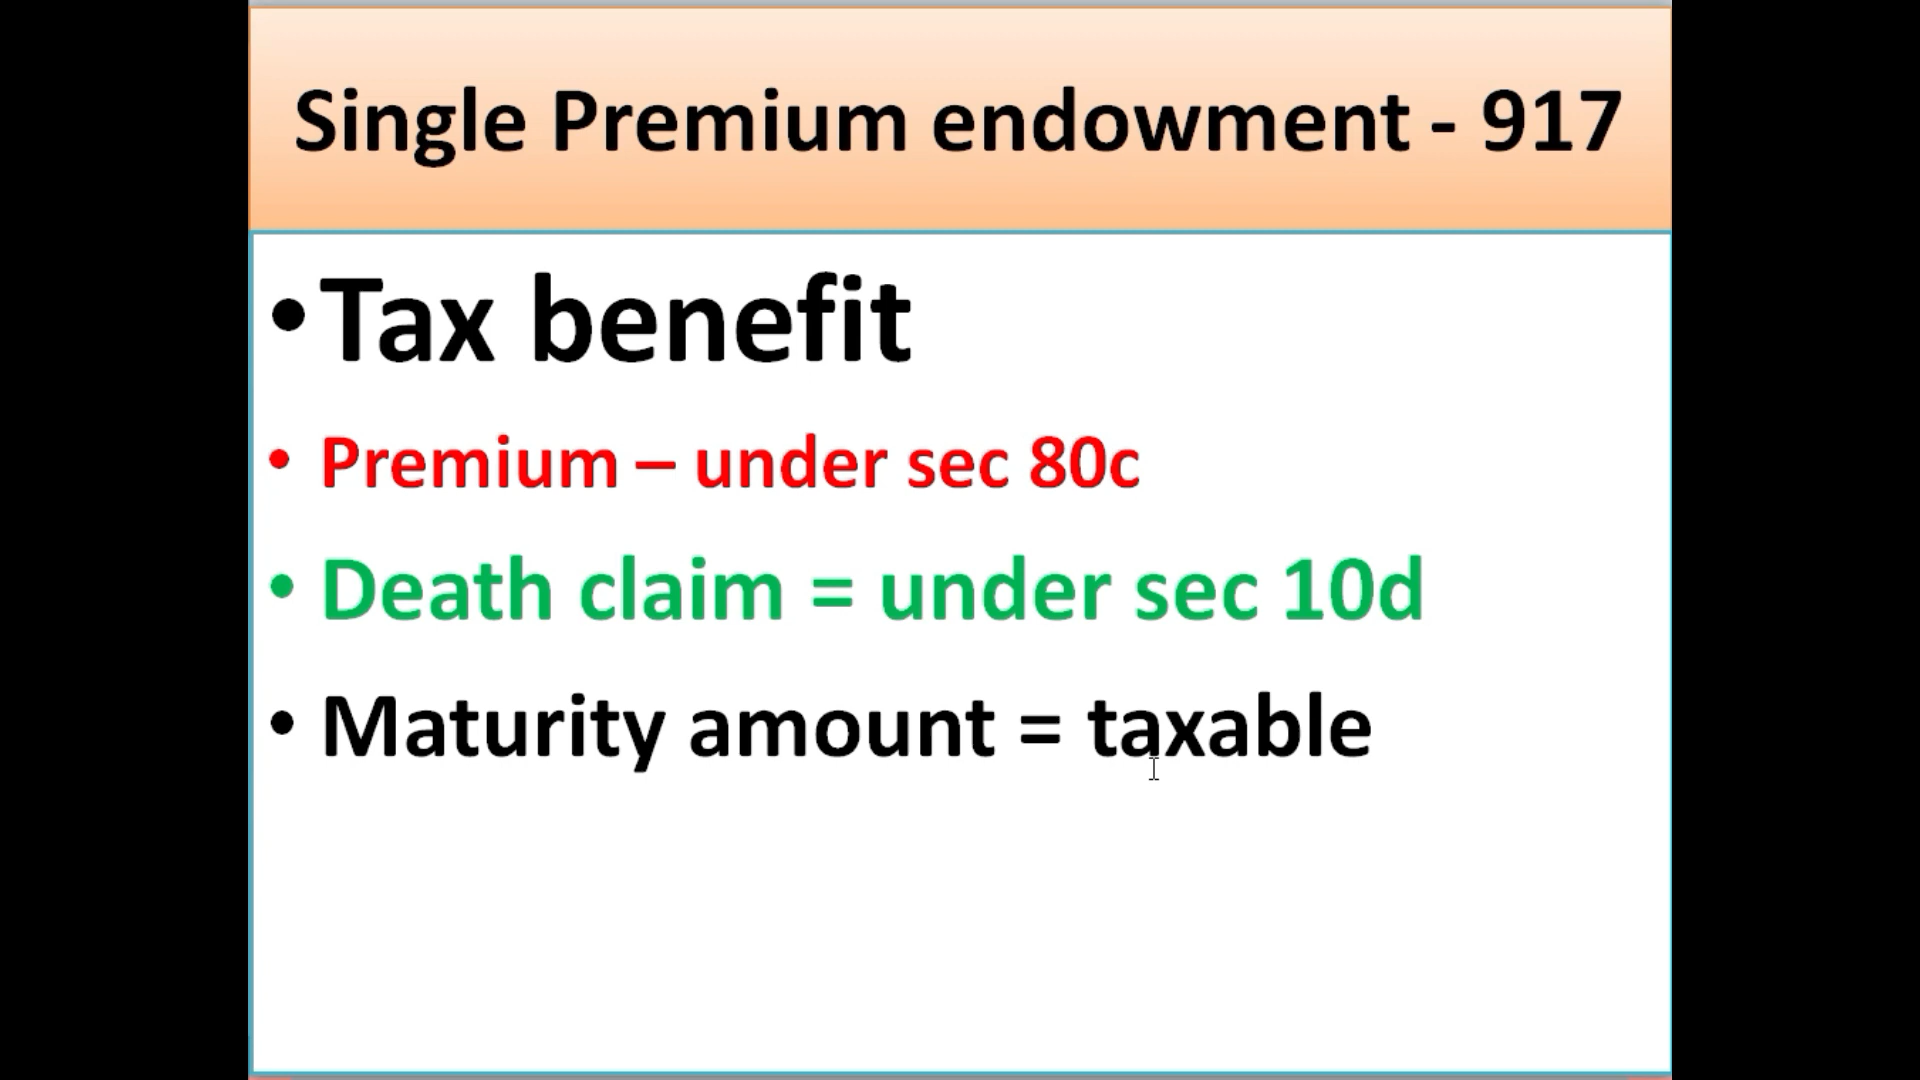 Single Premium endowment - 917
•Tax benefit
• Premium – under sec 80c
• Death claim = under sec 10d
• Maturity amount = taxable